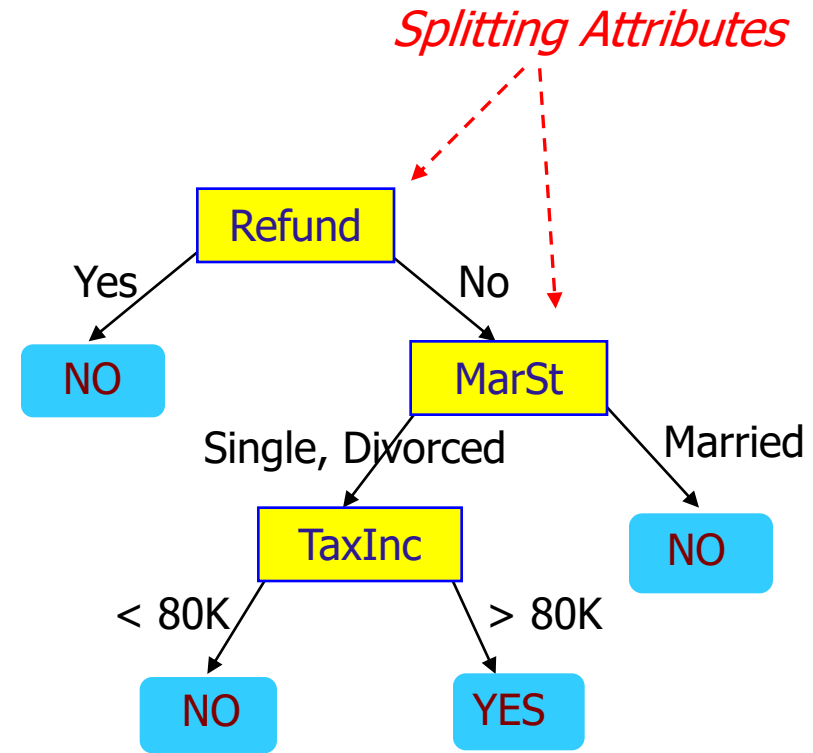 Splitting Attributes
Refund
Yes
No
NO
MarSt
Single, Divorced
Married
TaxInc
NO
< 80K
> 80K
NO
YES